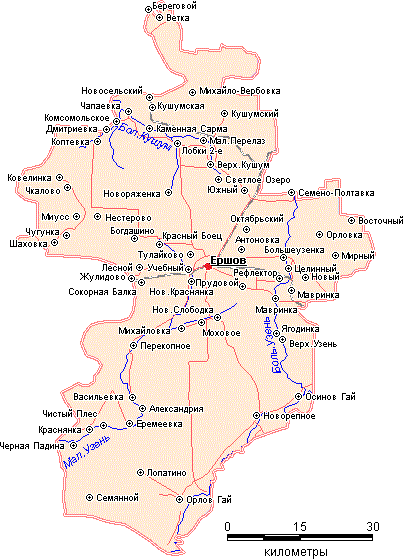 Береговой
Ветка
Новосельский
Михайло-Вербовка
Чапаевка
Кушумская
Кушумский
Комсомольское
Дмитриевка
Бол.Кушум
Каменная Сарма
Коптевка
Мал.Перелаз
Лобки 2-е
Верх.Кушум
Ковелинка
Светлое Озеро
Чкалово
Новоряженка
Южный
Семено-Полтавка
Миусс
Нестерово
Октябрьский
Восточный
Чугунка
Богдашино
Орловка
Шаховка
Красный Боец
Антоновка
Тулайково
Большеузенка
Мирный
Ершов
Лесной
Учебный
Целинный
Жулидово
Рефлектор
Новый
Сокорная Балка
Прудовой
Нов.Краснянка
Мавринка
Мавринка
Нов.Слободка
Михайловка
Моховое
Ягодинка
Перекопное
Боль.Узень
Верх.Узень
Васильевка
Осинов Гай
Чистый Плес
Александрия
Новорепное
Краснянка
Еремеевка
Черная Падина
Мал.Узень
Лопатино
Семянной
Орлов Гай
0 15 30
километры